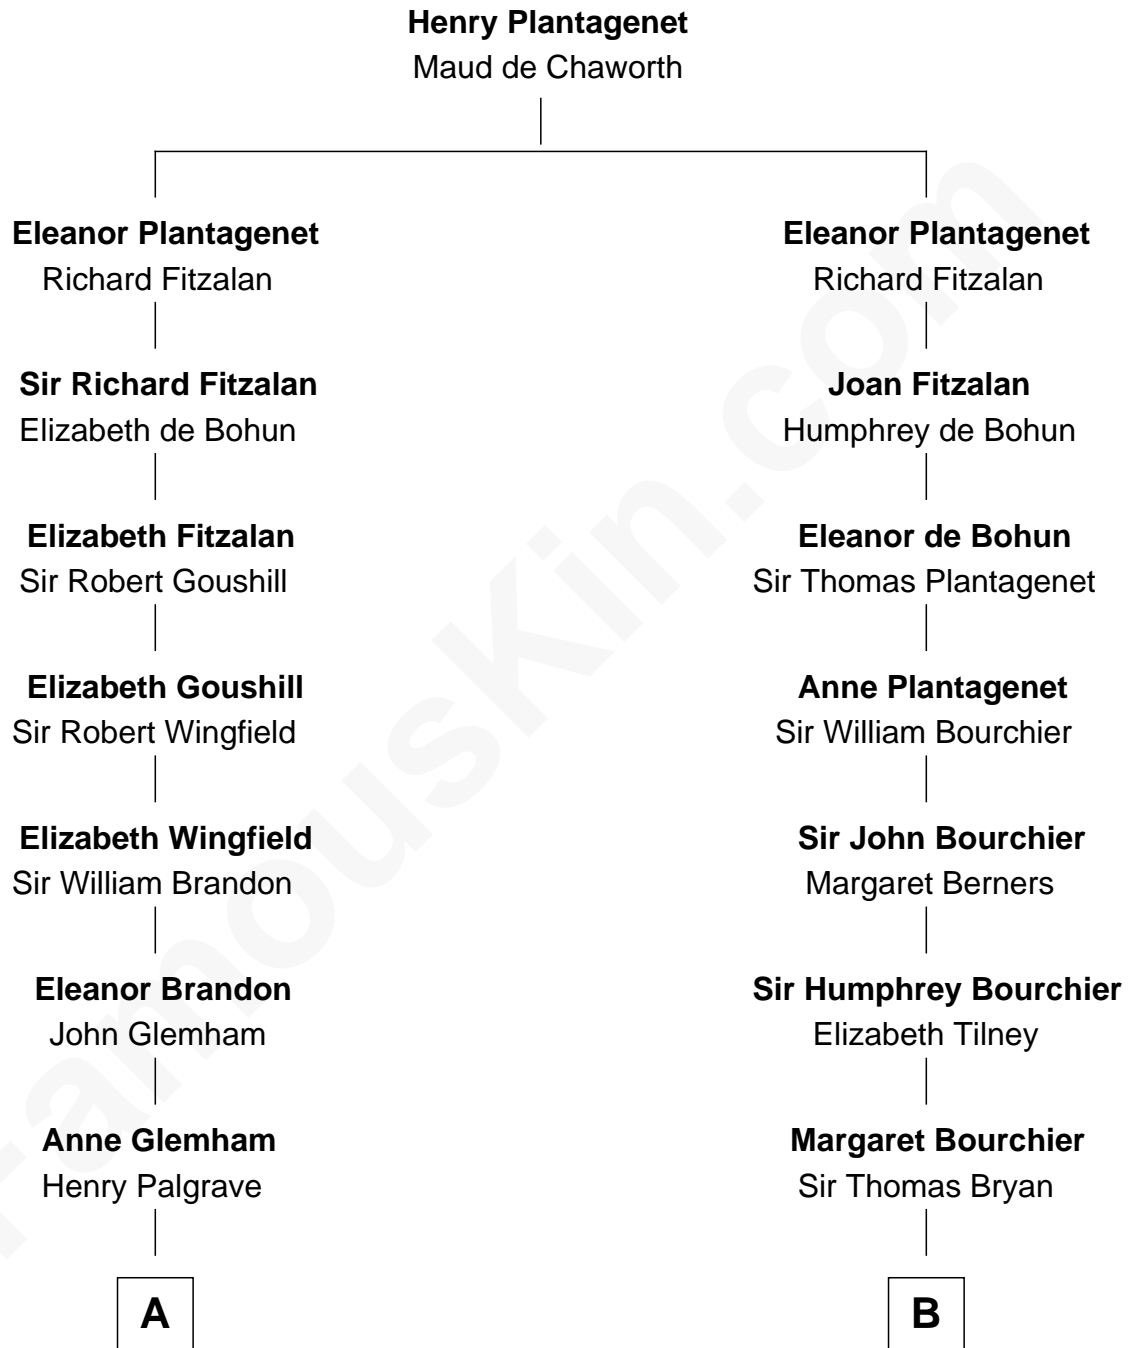 Henry Plantagenet
Maud de Chaworth
Eleanor Plantagenet
Richard Fitzalan
Eleanor Plantagenet
Richard Fitzalan
Sir Richard Fitzalan
Elizabeth de Bohun
Joan Fitzalan
Humphrey de Bohun
Elizabeth Fitzalan
Sir Robert Goushill
Eleanor de Bohun
Sir Thomas Plantagenet
Elizabeth Goushill
Sir Robert Wingfield
Anne Plantagenet
Sir William Bourchier
Elizabeth Wingfield
Sir William Brandon
Sir John Bourchier
Margaret Berners
Eleanor Brandon
John Glemham
Sir Humphrey Bourchier
Elizabeth Tilney
Anne Glemham
Henry Palgrave
Margaret Bourchier
Sir Thomas Bryan
A
B
FamousKin.com